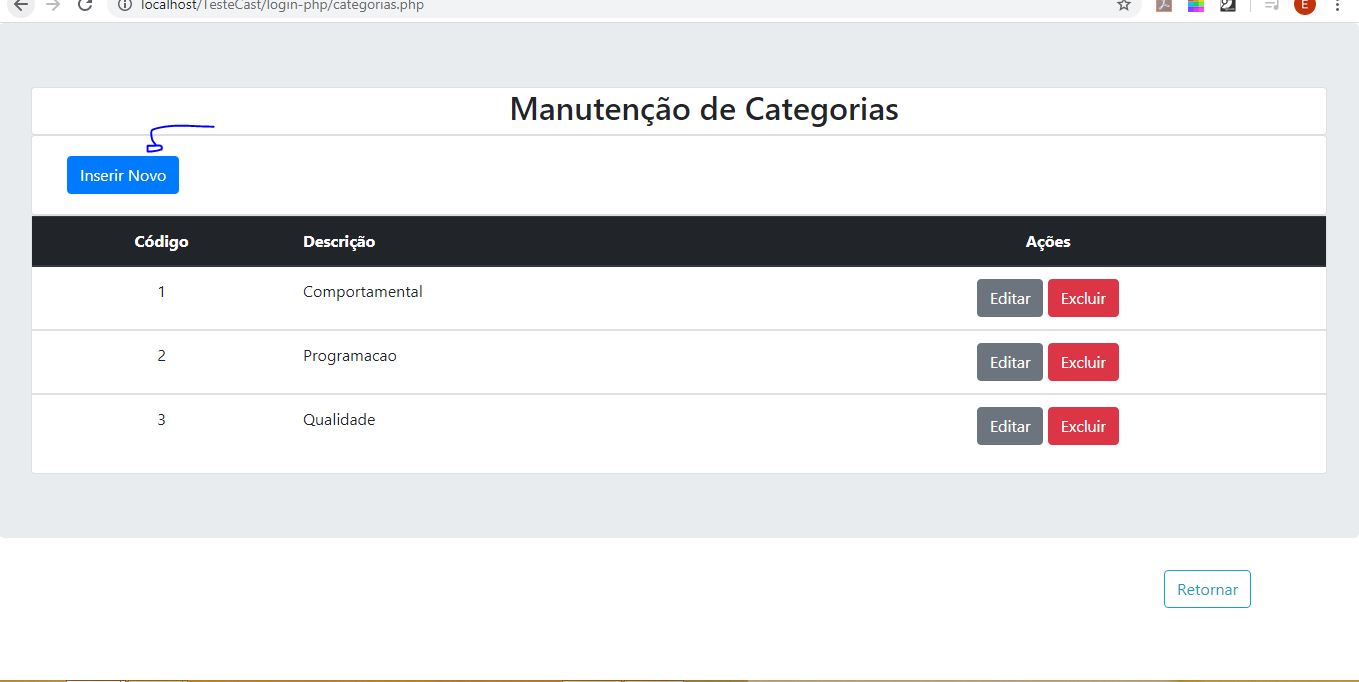 localhost/TesteCast/login-php/categorias.php
E
Manutenção de Categorias
Inserir Novo
Código Descrição Ações
1 Comportamental Editar Excluir
2 Programacao Editar Excluir
3 Qualidade Editar Excluir
Retornar